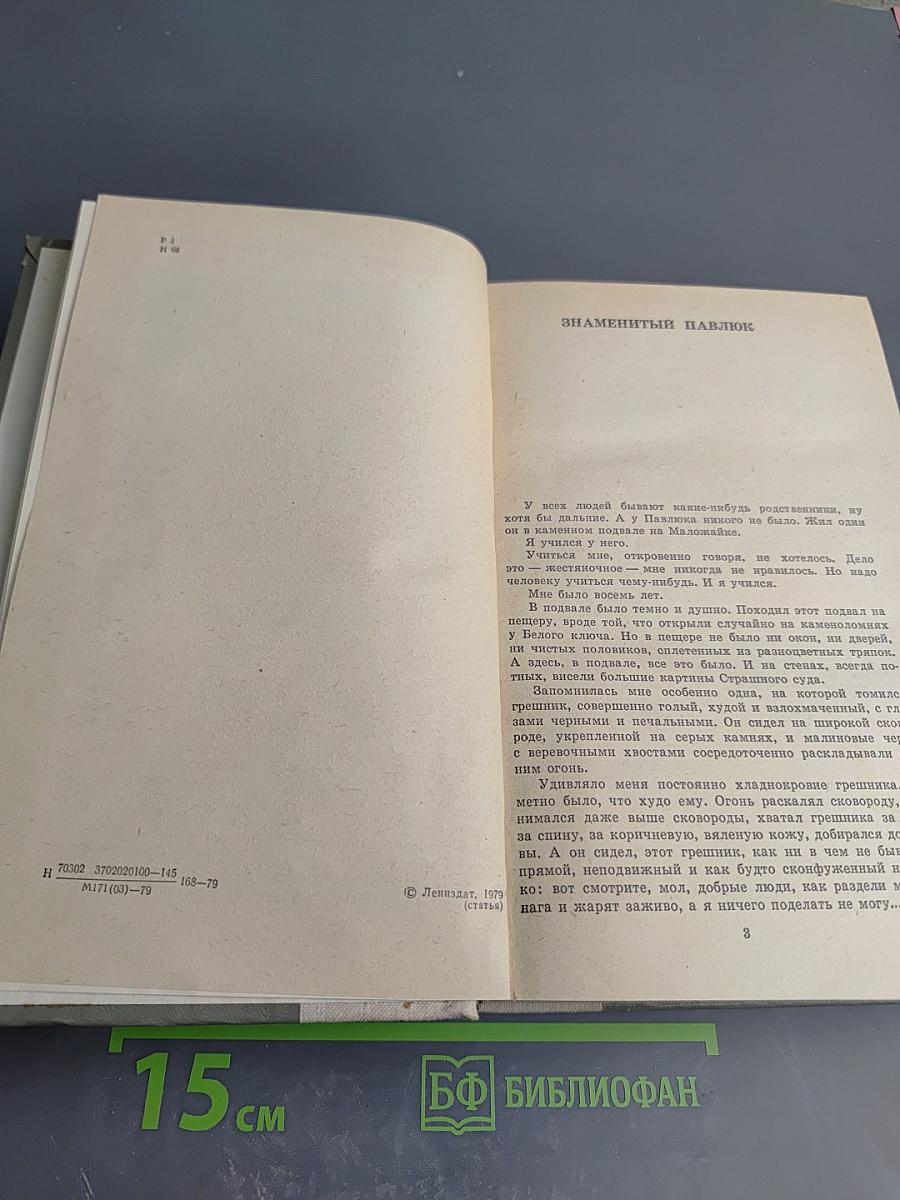 Р 2
Н 68
Н 70302 3702020100—145 168—79
М171(03)—79
© Лениздат, 1979
(статья)
ЗНАМЕНИТЫЙ ПАВЛЮК
У всех людей бывают какие-нибудь родственники, ну
хотя бы дальние. А у Павлюка никого не было. Жил один
он в каменном подвале на Маложайке.
Я учился у него.
Учиться мне, откровенно говоря, не хотелось. Дело
это — жестяночное — мне никогда не нравилось. Но надо
человеку учиться чему-нибудь. И я учился.
Мне было восемь лет.
В подвале было темно и душно. Походил этот подвал на
пещеру, вроде той, что открыли случайно на каменоломнях
у Белого ключа. Но в пещере не было ни окон, ни дверей,
ни чистых половиков, сплетенных из разноцветных тряпок.
А здесь, в подвале, все это было. И на стенах, всегда по-
тных, висели большие картины Страшного суда.
Запомнилась мне особенно одна, на которой томилс
грешник, совершенно голый, худой и взлохмаченный, с гл
зами черными и печальными. Он сидел на широкой ско
роде, укрепленной на серых камнях, и малиновые чер
с веревочными хвостами сосредоточенно раскладывали
ним огонь.
Удивляло меня постоянно хладнокровие грешника.
метно было, что худо ему. Огонь раскалял сковороду,
нимался даже выше сковороды, хватал грешника за
за спину, за коричневую, вяленую кожу, добирался до
вы. А он сидел, этот грешник, как ни в чем не быв
прямой, неподвижный и как будто сконфуженный н
ко: вот смотрите, мол, добрые люди, как раздели м
нага и жарят заживо, а я ничего поделать не могу...
3
15 см
БФ БИБЛИОФАН